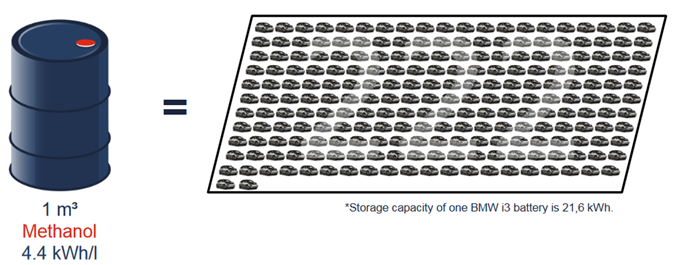 1 m³
Methanol
4.4 kWh/l
=
*Storage capacity of one BMW i3 battery is 21,6 kWh.